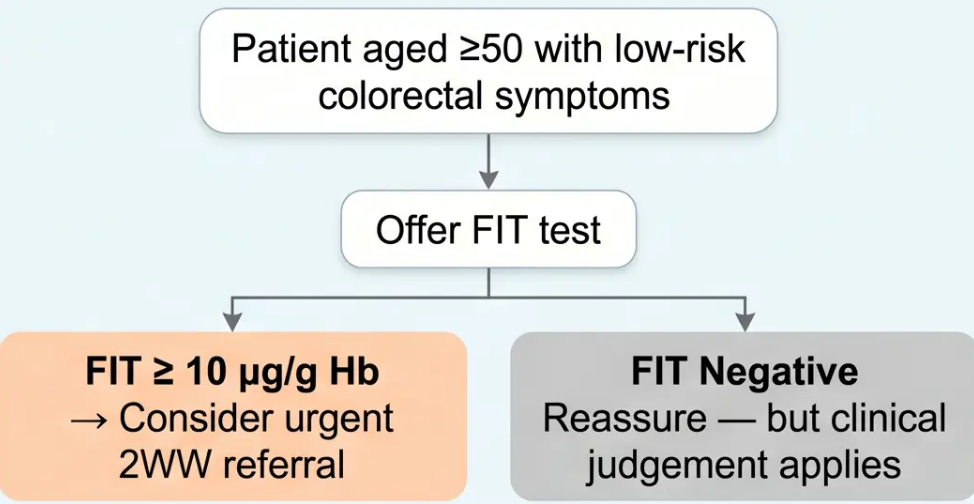 Patient aged ≥50 with low-risk
colorectal symptoms
Offer FIT test
FIT ≥ 10 µg/g Hb
→ Consider urgent
2WW referral
FIT Negative
Reassure — but clinical
judgement applies